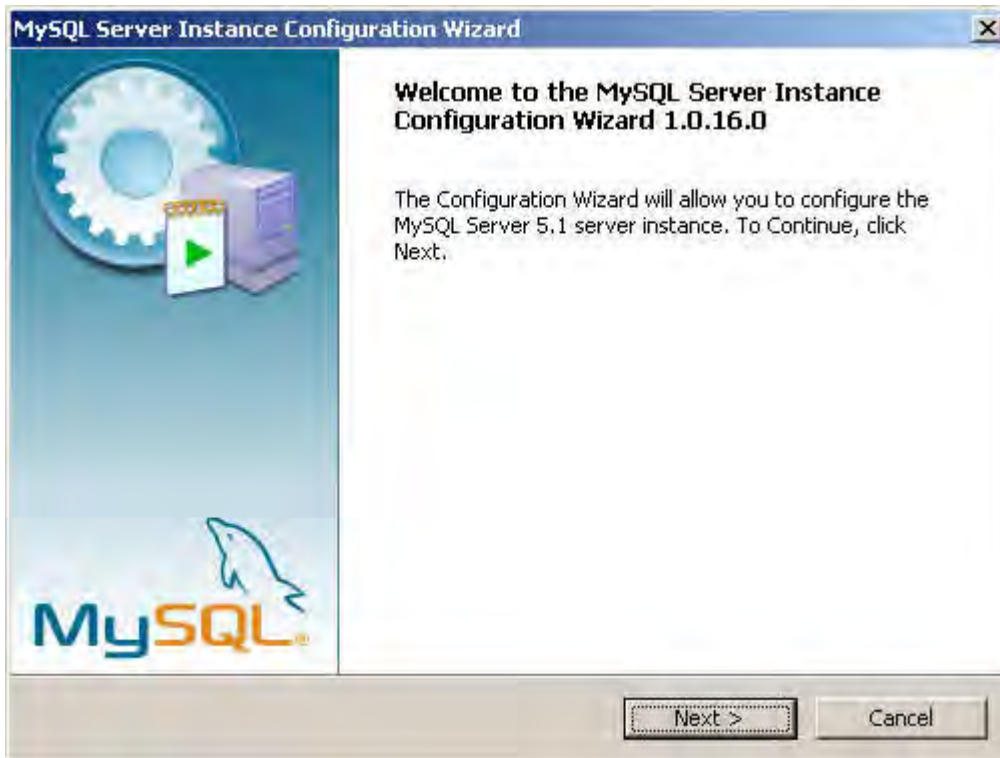 MySQL Server Instance Configuration Wizard
Welcome to the MySQL Server Instance
Configuration Wizard 1.0.16.0
The Configuration Wizard will allow you to configure the
MySQL Server 5.1 server instance. To Continue, click
Next.
MySQL®
Next >
Cancel